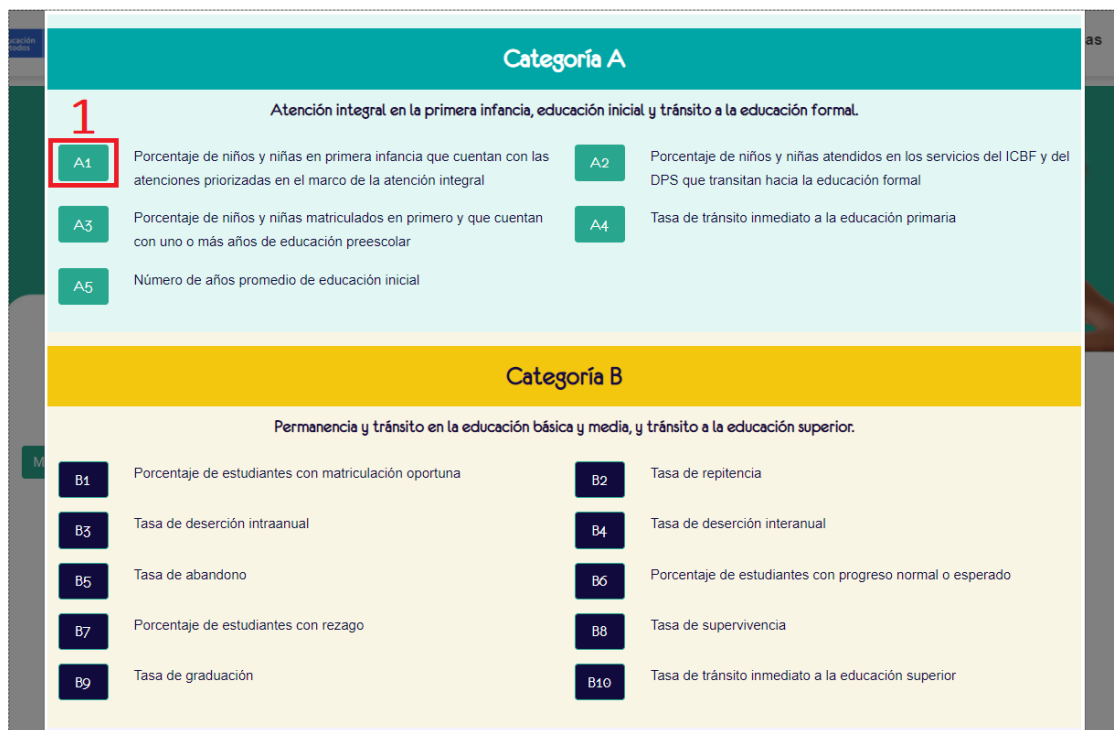 ucación
todos
as
Categoría A
Atención integral en la primera infancia, educación inicial y tránsito a la educación formal.
1
A1
Porcentaje de niños y niñas en primera infancia que cuentan con las
atenciones priorizadas en el marco de la atención integral
A2
Porcentaje de niños y niñas atendidos en los servicios del ICBF y del
DPS que transitan hacia la educación formal
A3
Porcentaje de niños y niñas matriculados en primero y que cuentan
con uno o más años de educación preescolar
A4
Tasa de tránsito inmediato a la educación primaria
A5
Número de años promedio de educación inicial
Categoría B
Permanencia y tránsito en la educación básica y media, y tránsito a la educación superior.
M
B1
Porcentaje de estudiantes con matriculación oportuna
B2
Tasa de repitencia
B3
Tasa de deserción intraanual
B4
Tasa de deserción interanual
B5
Tasa de abandono
B6
Porcentaje de estudiantes con progreso normal o esperado
B7
Porcentaje de estudiantes con rezago
B8
Tasa de supervivencia
B9
Tasa de graduación
B10
Tasa de tránsito inmediato a la educación superior